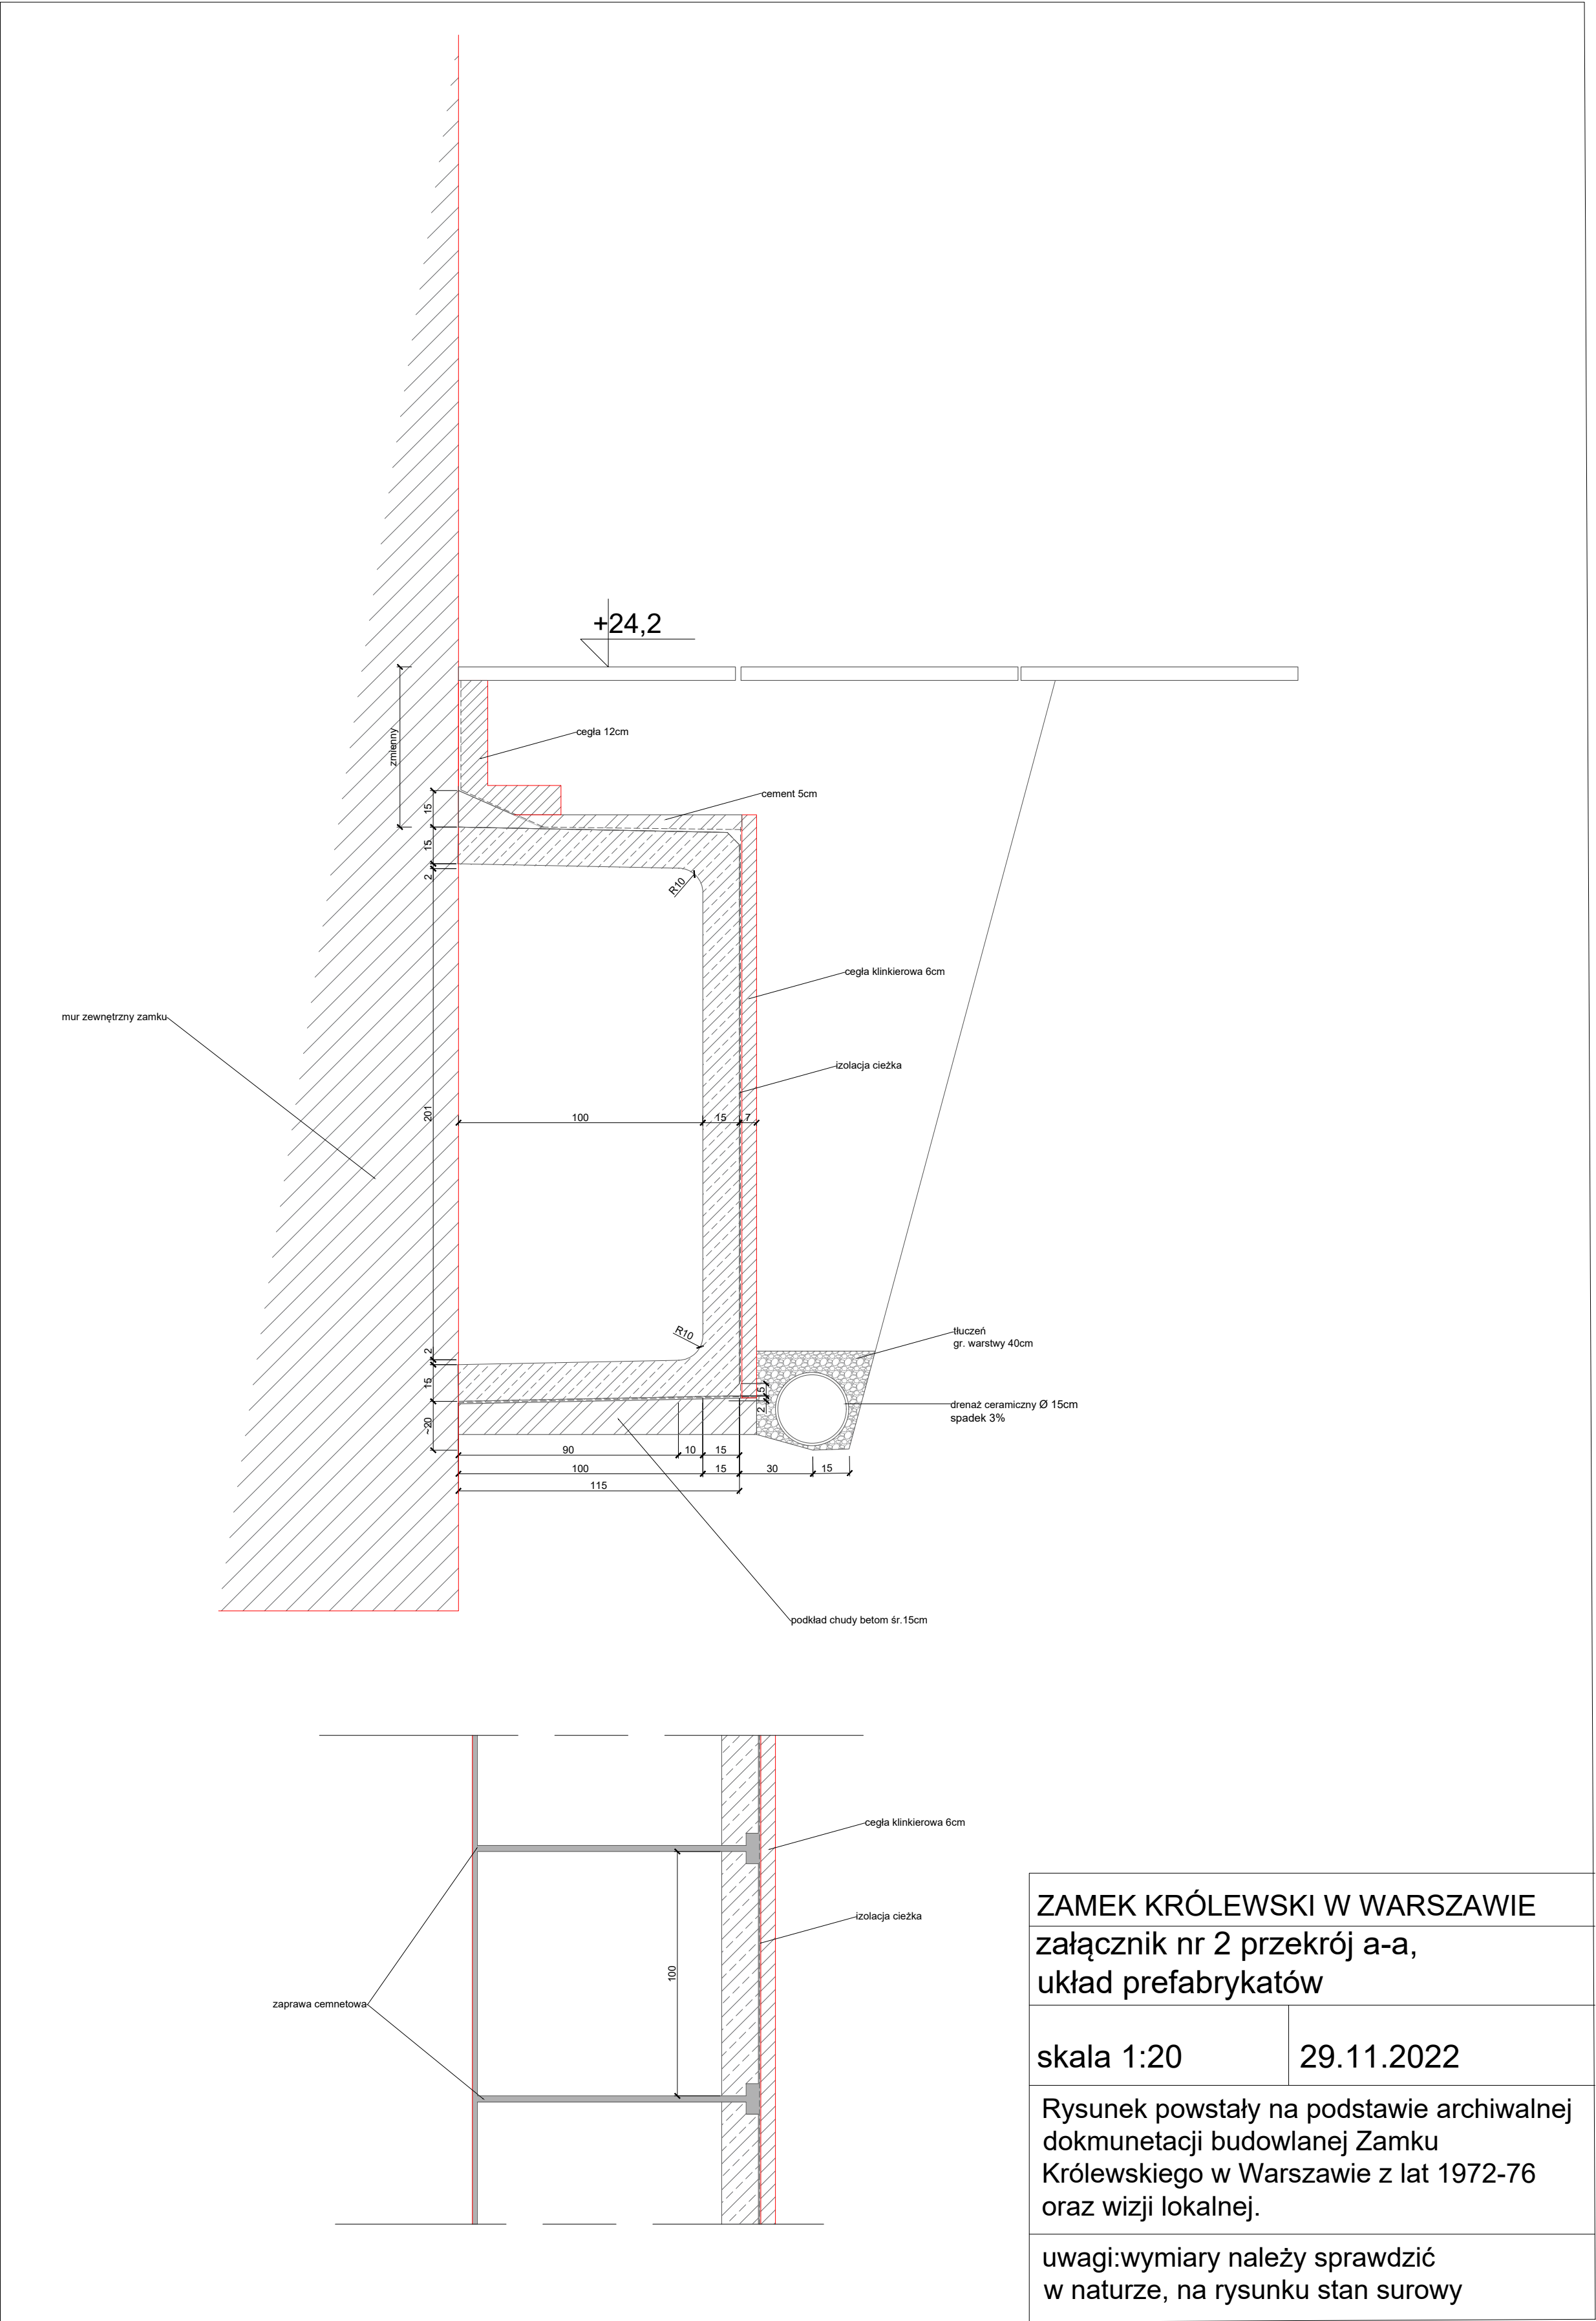 +24,2
zmienny
cegła 12cm
cement 5cm
15
15
2
R10
cegła klinkierowa 6cm
mur zewnętrzny zamku
izolacja cieżka
201
100
15
7
R10
2
15
~20
tłuczeń
gr. warstwy 40cm
15
2
drenaż ceramiczny Ø 15cm
spadek 3%
90
10
15
100
15
30
15
115
podkład chudy betom śr.15cm
cegła klinkierowa 6cm
izolacja cieżka
100
zaprawa cemnetowa
ZAMEK KRÓLEWSKI W WARSZAWIE
załącznik nr 2 przekrój a-a,
układ prefabrykatów
skala 1:20
29.11.2022
Rysunek powstały na podstawie archiwalnej
dokmunetacji budowlanej Zamku
Królewskiego w Warszawie z lat 1972-76
oraz wizji lokalnej.
uwagi:wymiary należy sprawdzić
w naturze, na rysunku stan surowy